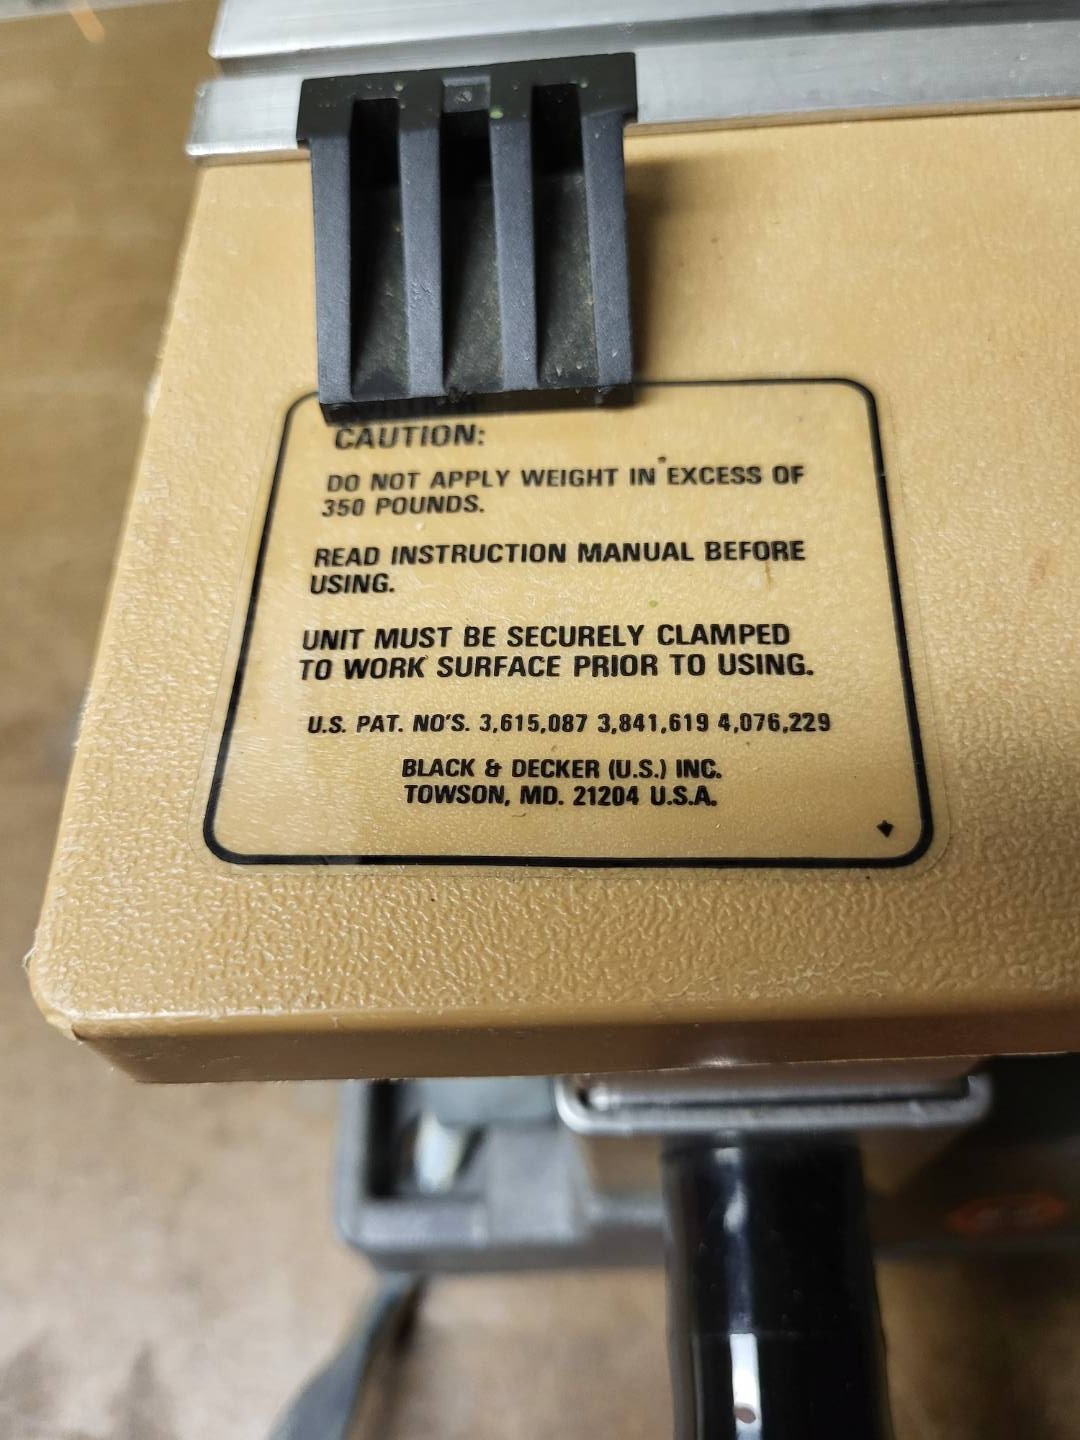 CAUTION:
DO NOT APPLY WEIGHT IN EXCESS OF
350 POUNDS.
READ INSTRUCTION MANUAL BEFORE
USING.
UNIT MUST BE SECURELY CLAMPED
TO WORK SURFACE PRIOR TO USING.
U.S. PAT. NO'S. 3,615,087 3,841,619 4,076,229
BLACK & DECKER (U.S.) INC.
TOWSON, MD. 21204 U.S.A.